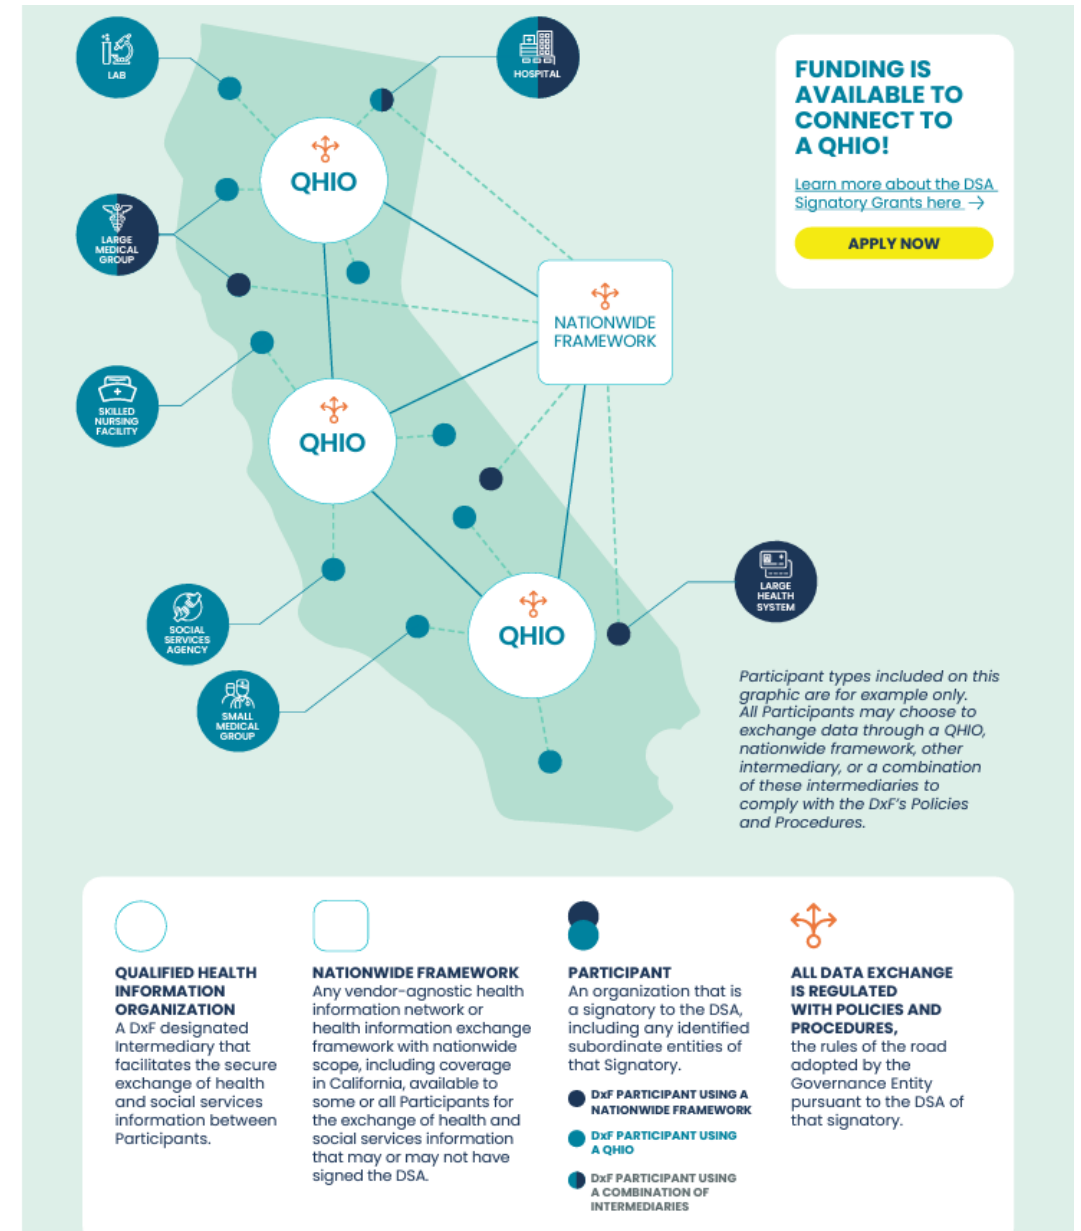 LAB
HOSPITAL
FUNDING IS
AVAILABLE TO
CONNECT TO
A QHIO!
Learn more about the DSA
Signatory Grants here →
APPLY NOW
QHIO
LARGE
MEDICAL
GROUP
NATIONWIDE
FRAMEWORK
SKILLED
NURSING
FACILITY
QHIO
LARGE
HEALTH
SYSTEM
SOCIAL
SERVICES
AGENCY
QHIO
SMALL
MEDICAL
GROUP
Participant types included on this
graphic are for example only.
All Participants may choose to
exchange data through a QHIO,
nationwide framework, other
intermediary, or a combination
of these intermediaries to
comply with the DxF's Policies
and Procedures.
QUALIFIED HEALTH
INFORMATION
ORGANIZATION
A DxF designated
Intermediary that
facilitates the secure
exchange of health
and social services
information between
Participants.
NATIONWIDE FRAMEWORK
Any vendor-agnostic health
information network or
health information exchange
framework with nationwide
scope, including coverage
in California, available to
some or all Participants for
the exchange of health and
social services information
that may or may not have
signed the DSA.
PARTICIPANT
An organization that is
a signatory to the DSA,
including any identified
subordinate entities of
that Signatory.
DxF PARTICIPANT USING A
NATIONWIDE FRAMEWORK
DxF PARTICIPANT USING
A QHIO
DxF PARTICIPANT USING
A COMBINATION OF
INTERMEDIARIES
ALL DATA EXCHANGE
IS REGULATED
WITH POLICIES AND
PROCEDURES,
the rules of the road
adopted by the
Governance Entity
pursuant to the DSA of
that signatory.